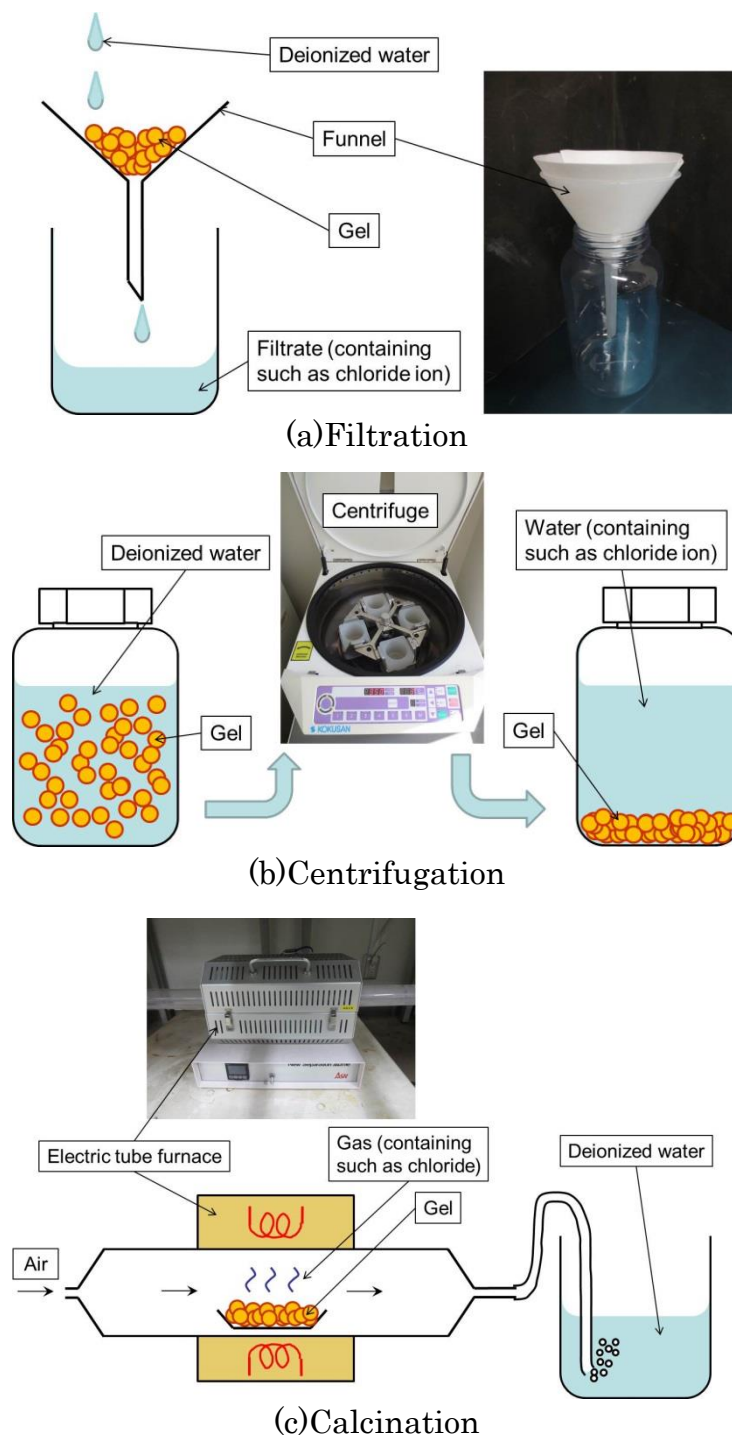 Deionized water
Funnel
Gel
Filtrate (containing
such as chloride ion)
(a)Filtration
Deionized water
Centrifuge
Water (containing
such as chloride ion)
Gel
Gel
KOKUSAN
(b)Centrifugation
Electric tube furnace
Gas (containing
such as chloride)
Deionized water
Gel
Air
(c)Calcination